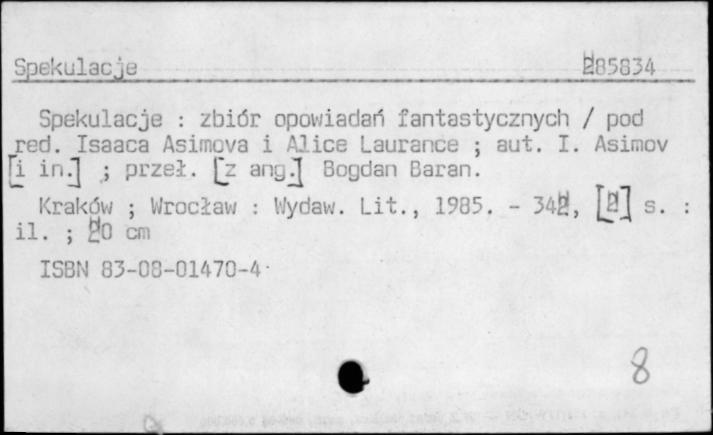 Spekulacje 285834
Spekulacje : zbiór opowiadań fantastycznych / pod
red. Isaaca Asimova i Alice Laurance ; aut. I. Asimov
[i in.] ; przeł. [z ang.] Bogdan Baran.
Kraków ; Wrocław : Wydaw. Lit., 1985. - 342, [2] s. :
il. ; 20 cm
ISBN 83-08-01470-4
8